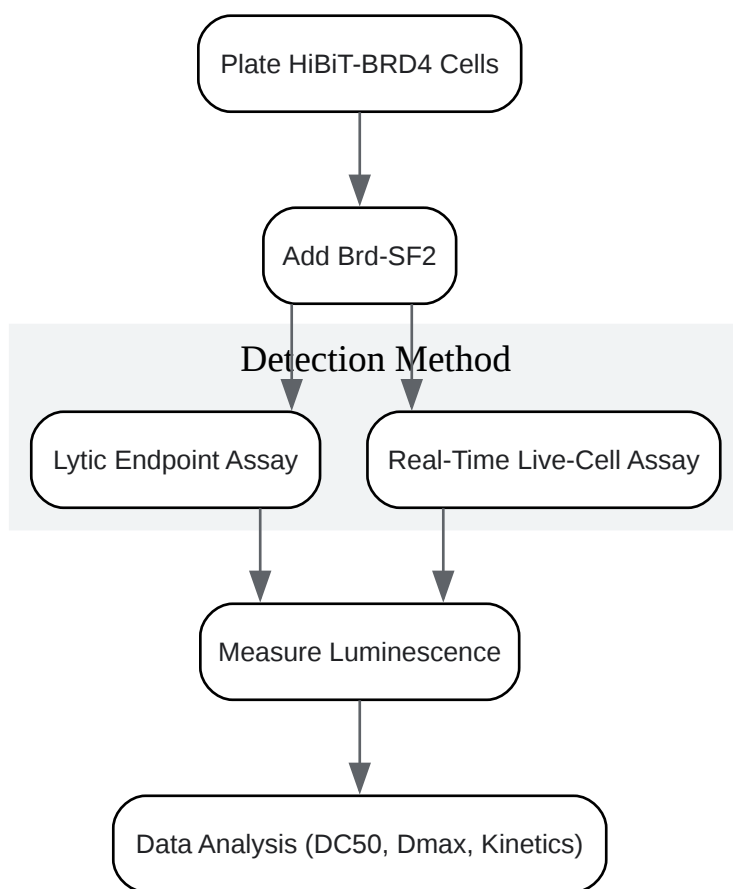 Plate HiBiT-BRD4 Cells
Add Brd-SF2
Detection Method
Lytic Endpoint Assay
Real-Time Live-Cell Assay
Measure Luminescence
Data Analysis (DC50, Dmax, Kinetics)